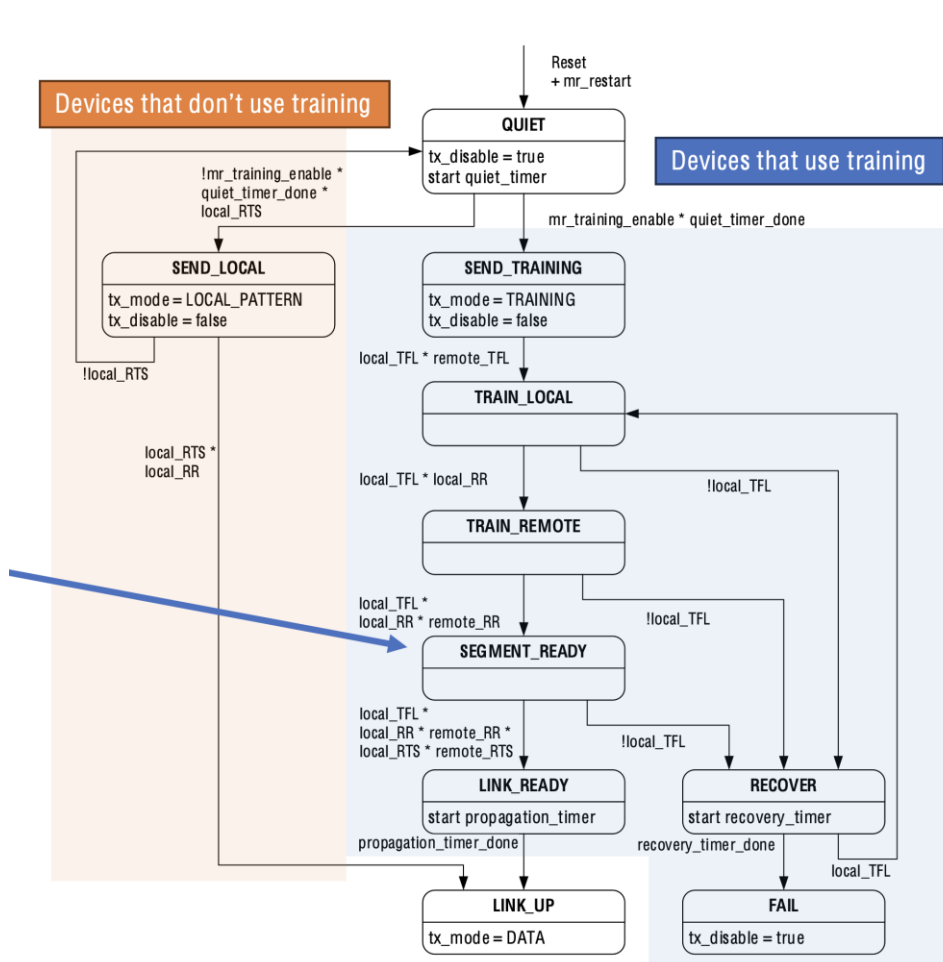 Reset
+ mr_restart
Devices that don't use training
QUIET
tx_disable = true
start quiet_timer
Devices that use training
!mr_training_enable *
quiet_timer_done *
local_RTS
mr_training_enable * quiet_timer_done
SEND_LOCAL
tx_mode = LOCAL_PATTERN
tx_disable = false
SEND_TRAINING
tx_mode = TRAINING
tx_disable = false
!local_RTS
local_TFL * remote_TFL
TRAIN_LOCAL
local_RTS *
local_RR
local_TFL * local_RR
!local_TFL
TRAIN_REMOTE
local_TFL *
local_RR * remote_RR
!local_TFL
SEGMENT_READY
local_TFL *
local_RR * remote_RR *
local_RTS * remote_RTS
!local_TFL
LINK_READY
start propagation_timer
RECOVER
start recovery_timer
propagation_timer_done
recovery_timer_done
local_TFL
LINK_UP
tx_mode = DATA
FAIL
tx_disable = true